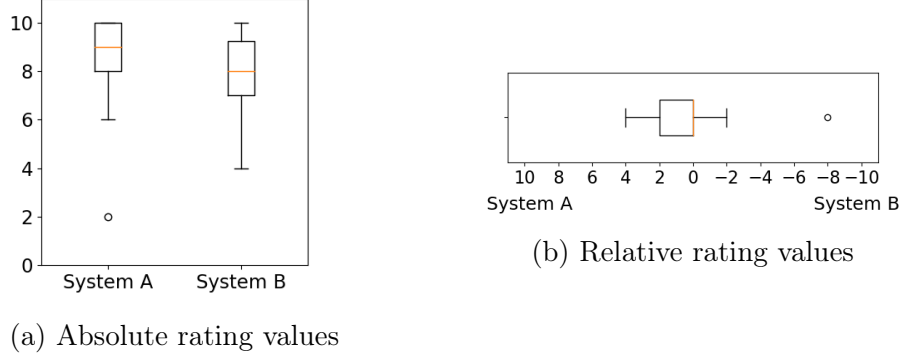 10
8
6
4
2
0
System A System B
(a) Absolute rating values
10 8 6 4 2 0 −2 −4 −6 −8 −10
System A System B
(b) Relative rating values